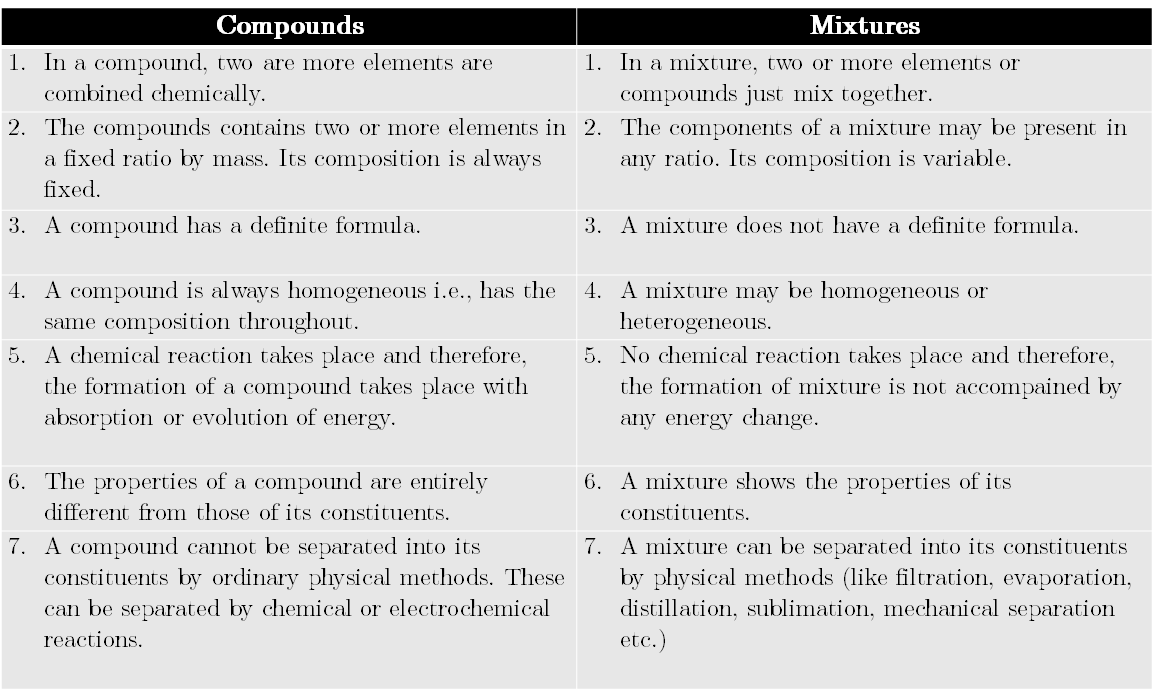 Compounds
Mixtures
1. In a compound, two are more elements are
combined chemically.
1. In a mixture, two or more elements or
compounds just mix together.
2. The compounds contains two or more elements in
a fixed ratio by mass. Its composition is always
fixed.
2. The components of a mixture may be present in
any ratio. Its composition is variable.
3. A compound has a definite formula.
3. A mixture does not have a definite formula.
4. A compound is always homogeneous i.e., has the
same composition throughout.
4. A mixture may be homogeneous or
heterogeneous.
5. A chemical reaction takes place and therefore,
the formation of a compound takes place with
absorption or evolution of energy.
5. No chemical reaction takes place and therefore,
the formation of mixture is not accompained by
any energy change.
6. The properties of a compound are entirely
different from those of its constituents.
6. A mixture shows the properties of its
constituents.
7. A compound cannot be separated into its
constituents by ordinary physical methods. These
can be separated by chemical or electrochemical
reactions.
7. A mixture can be separated into its constituents
by physical methods (like filtration, evaporation,
distillation, sublimation, mechanical separation
etc.)